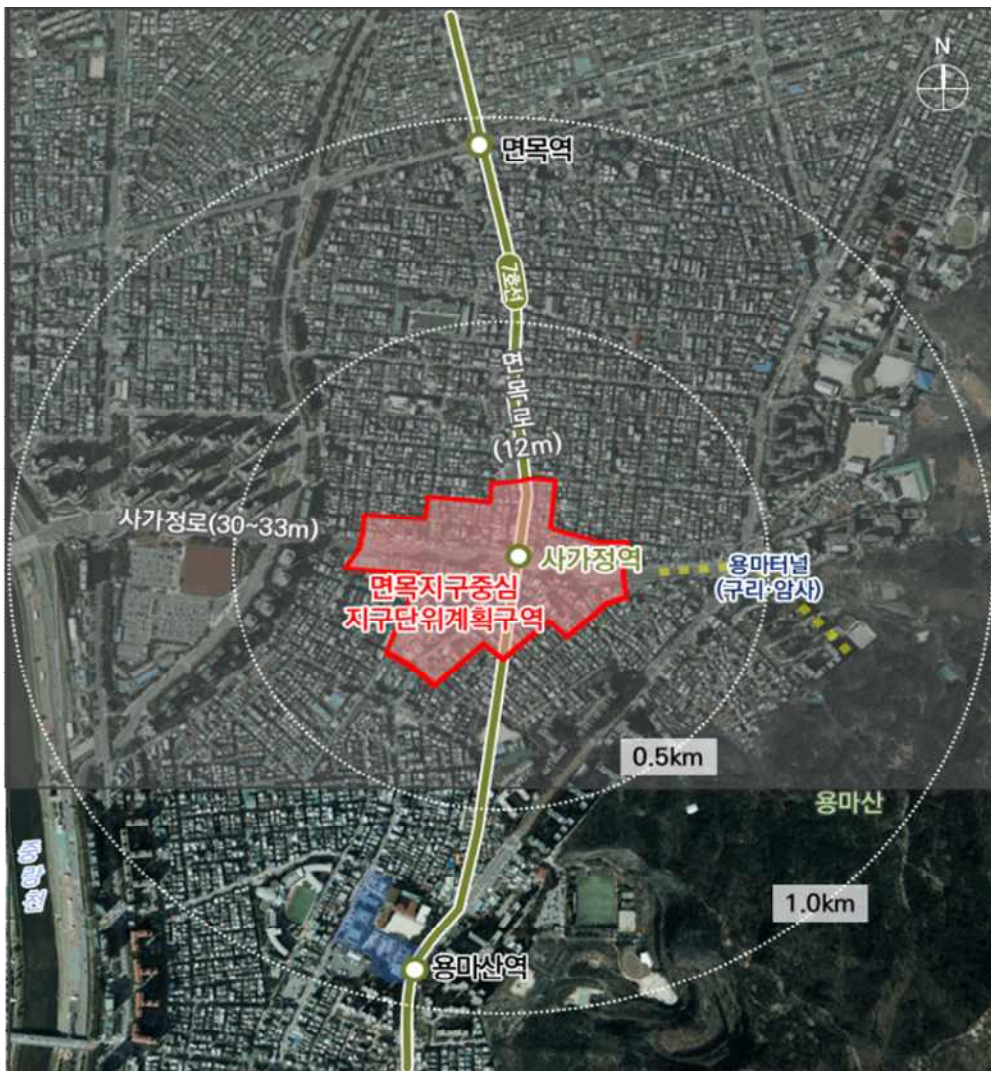 N
면목역
7호선
면목로
(12m)
사가정로(30~33m)
사가정역
용마터널
(구리·암사)
면목지구중심
지구단위계획구역
0.5km
용마산
중랑천
1.0km
용마산역